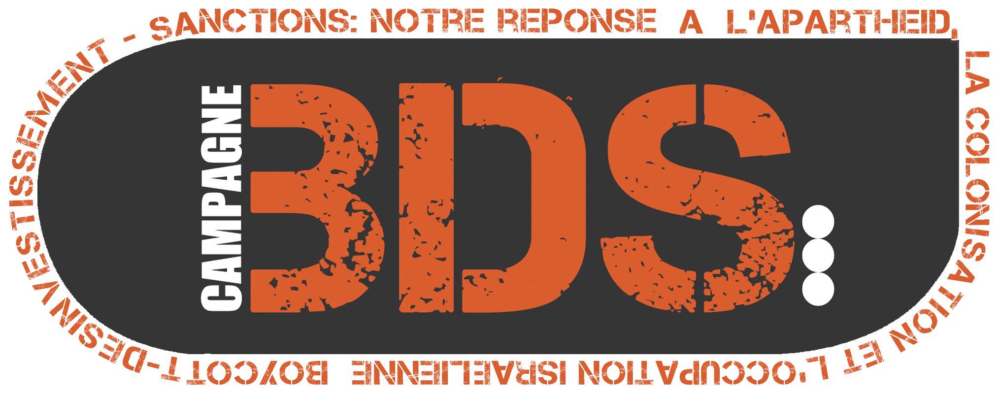 BOYCOTT-DESINVESTISSEMENT - SANCTIONS: NOTRE REPONSE A L'APARTHEID, LA COLONISATION ET L'OCCUPATION ISRAELIENNE
CAMPAGNE
BDS